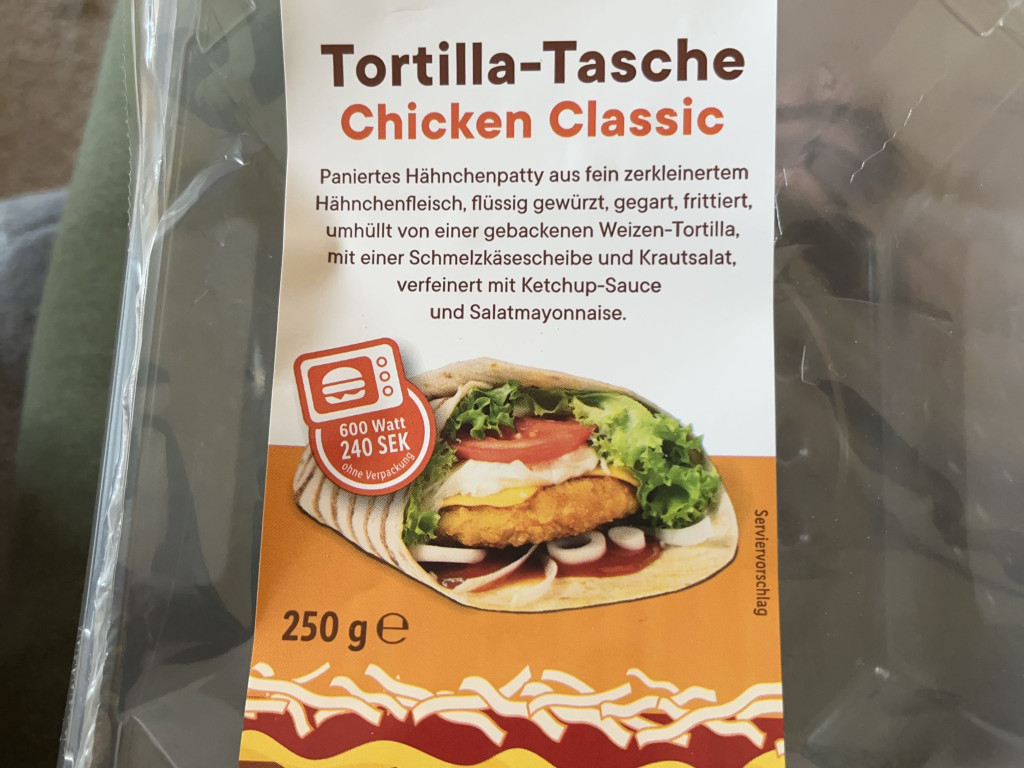 Tortilla-Tasche
Chicken Classic
Paniertes Hähnchenpatty aus fein zerkleinertem
Hähnchenfleisch, flüssig gewürzt, gegart, frittiert,
umhüllt von einer gebackenen Weizen-Tortilla,
mit einer Schmelzkäsescheibe und Krautsalat,
verfeinert mit Ketchup-Sauce
und Salatmayonnaise.
600 Watt
240 SEK
ohne Verpackung
Serviervorschlag
250 g ℮